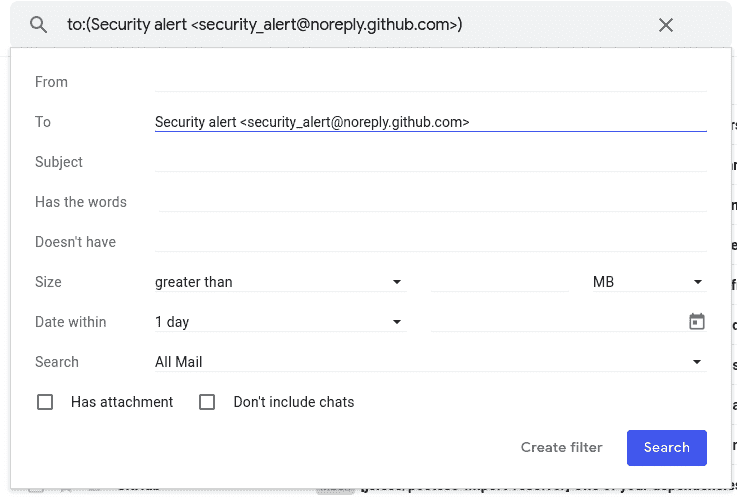 to:(Security alert <security_alert@noreply.github.com>)
From
To Security alert <security_alert@noreply.github.com>
Subject
Has the words
Doesn't have
Size greater than MB
Date within 1 day
Search All Mail
Has attachment Don't include chats
Create filter Search